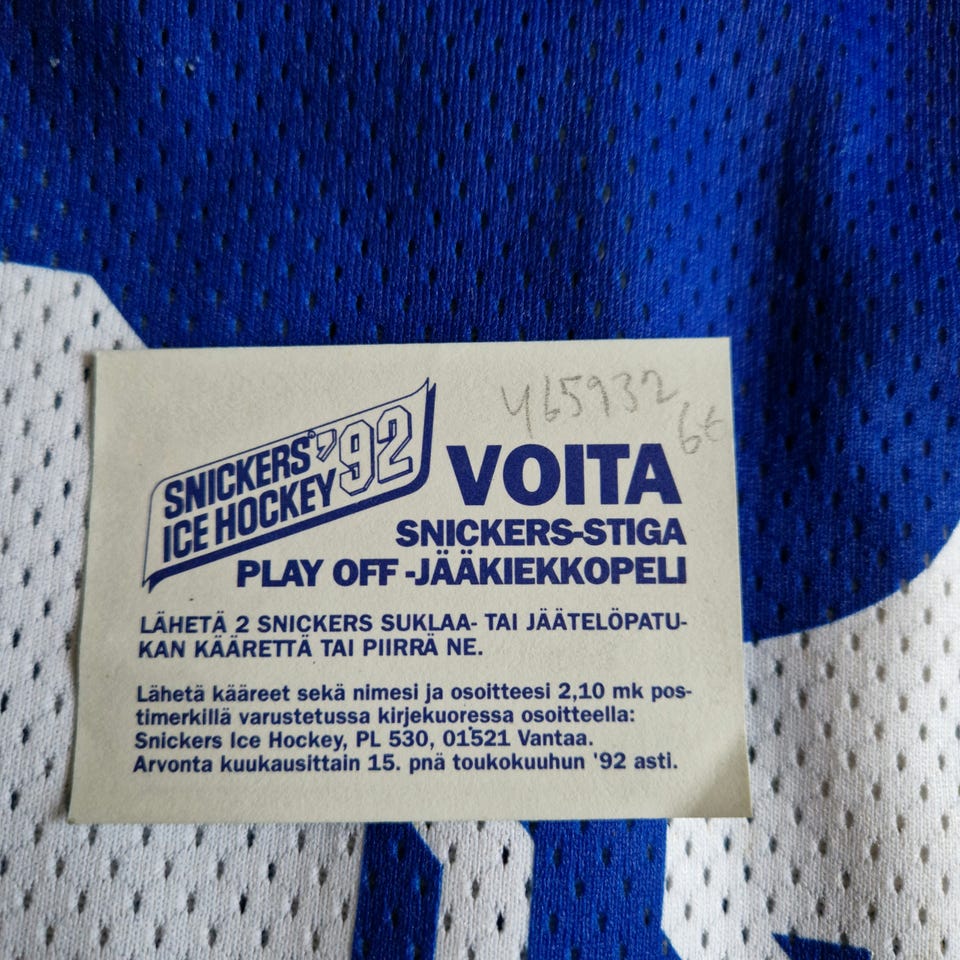 Y65932
6€
SNICKERS® '92
ICE HOCKEY
VOITA
SNICKERS-STIGA
PLAY OFF -JÄÄKIEKKOPELI
LÄHETÄ 2 SNICKERS SUKLAA- TAI JÄÄTELÖPATU-
KAN KÄÄRETTÄ TAI PIIRRÄ NE.
Lähetä kääreet sekä nimesi ja osoitteesi 2,10 mk pos-
timerkillä varustetussa kirjekuoressa osoitteella:
Snickers Ice Hockey, PL 530, 01521 Vantaa.
Arvonta kuukausittain 15. pnä toukokuuhun '92 asti.